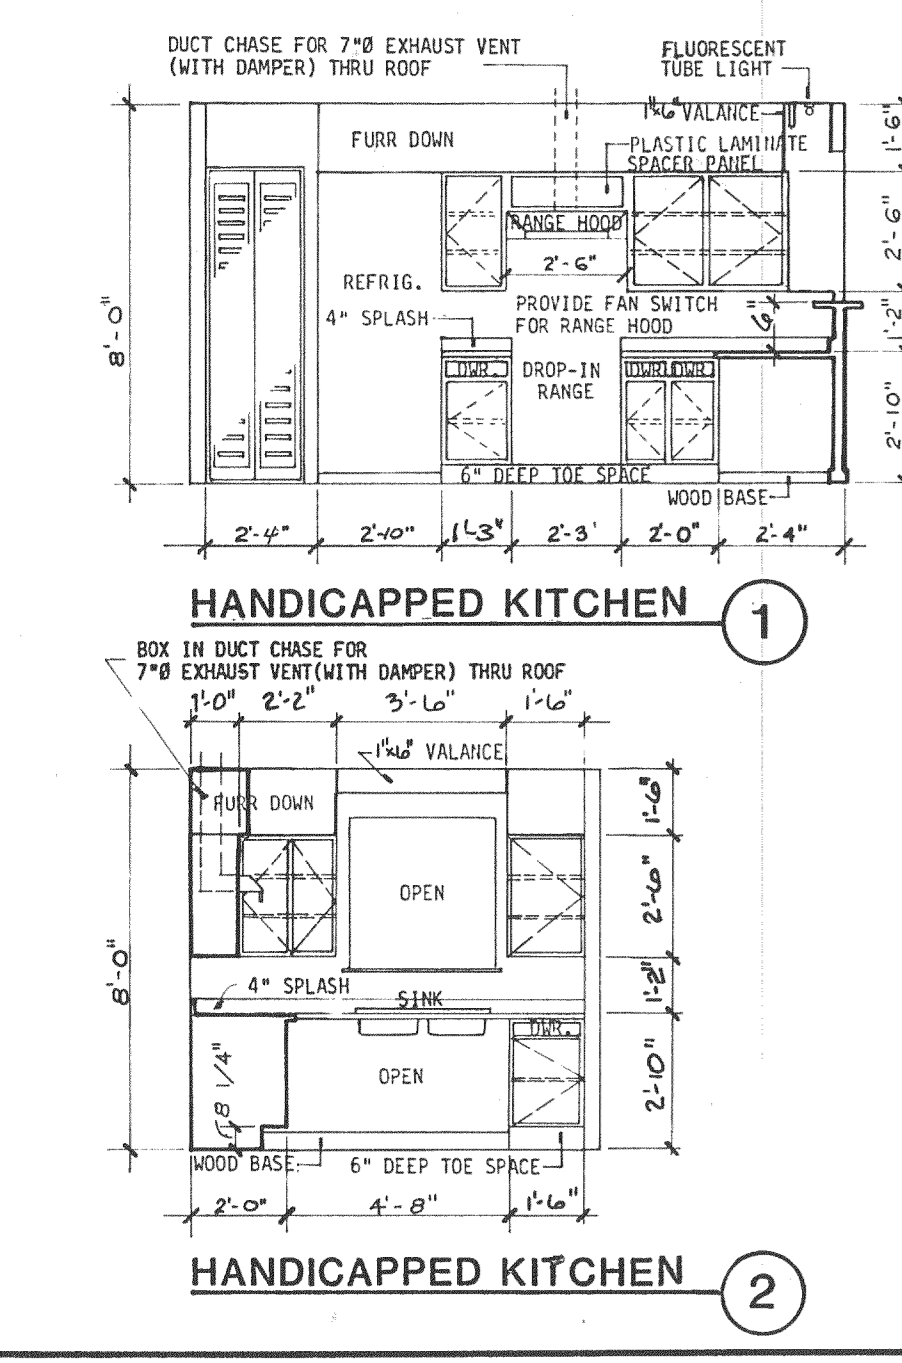 DUCT CHASE FOR 7"Ø EXHAUST VENT
(WITH DAMPER) THRU ROOF
FLUORESCENT
TUBE LIGHT
1"x6" VALANCE
FURR DOWN
PLASTIC LAMINATE
SPACER PANEL
1'-6"
RANGE HOOD
2'-6"
2'-6"
REFRIG.
PROVIDE FAN SWITCH
FOR RANGE HOOD
4" SPLASH
6"
1'-2"
8'-0"
DWR.
DROP-IN
RANGE
DWR.
DWR.
2'-10"
6" DEEP TOE SPACE
WOOD BASE
2'-4"
2'-10"
1'-3"
2'-3'
2'-0"
2'-4"
HANDICAPPED KITCHEN
1
BOX IN DUCT CHASE FOR
7"Ø EXHAUST VENT(WITH DAMPER) THRU ROOF
1'-0"
2'-2"
3'-6"
1'-6"
1"x6" VALANCE
FURR DOWN
1'-6"
OPEN
2'-6"
8'-0"
4" SPLASH
SINK
1'-2"
DWR.
OPEN
8 1/4"
2'-10"
WOOD BASE
6" DEEP TOE SPACE
2'-0"
4'-8"
1'-6"
HANDICAPPED KITCHEN
2